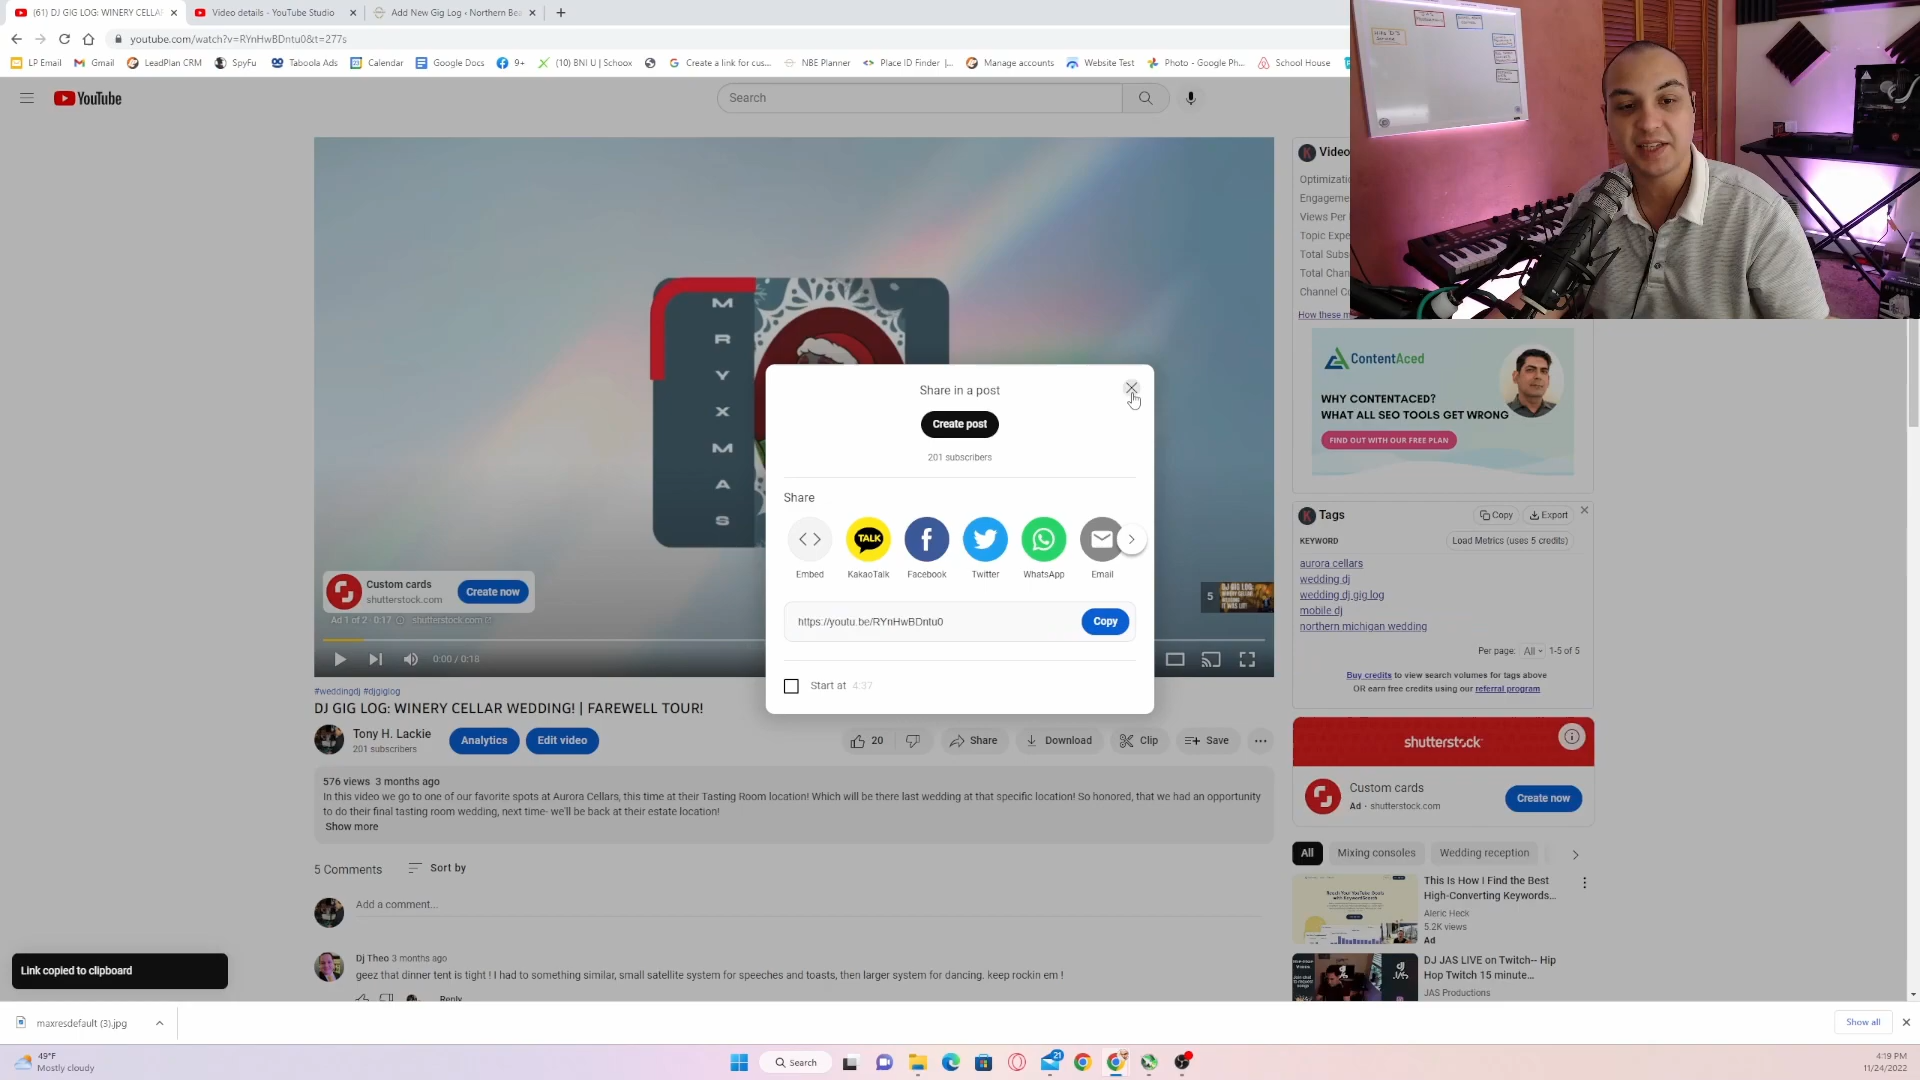 (61) DJ GIG LOG: WINERY CELLA
Video details - YouTube Studio
Add New Gig Log • Northern Be
youtube.com/watch?v=RYnHwBDntu0&t=277s
LP Email
Gmail
LeadPlan CRM
SpyFu
Taboola Ads
Calendar
Google Docs
9+
(10) BNI U | Schoox
Create a link for cus...
NBE Planner
Place ID Finder |...
Manage accounts
Website Test
Photo - Google Ph...
School House
YouTube
Search
M
R
Y
X
M
A
S
Custom cards
shutterstock.com
Create now
Ad 1 of 2 · 0:17
shutterstock.com
5
0:00 / 0:18
Share in a post
Create post
201 subscribers
Share
TALK
Embed
KakaoTalk
Facebook
Twitter
WhatsApp
Email
https://youtu.be/RYnHwBDntu0
Copy
Start at 4:37
#weddingdj #djgiglog
DJ GIG LOG: WINERY CELLAR WEDDING! | FAREWELL TOUR!
Tony H. Lackie
201 subscribers
Analytics
Edit video
20
Share
Download
Clip
Save
576 views 3 months ago
In this video we go to one of our favorite spots at Aurora Cellars, this time at their Tasting Room location! Which will be there last wedding at that specific location! So honored, that we had an opportunity
to do their final tasting room wedding, next time- we'll be back at their estate location!
Show more
5 Comments
Sort by
Add a comment...
Dj Theo 3 months ago
geez that dinner tent is tight ! I had to something similar, small satellite system for speeches and toasts, then larger system for dancing. keep rockin em !
Reply
Link copied to clipboard
Video
Optimizatio
Engageme
Views Per
Topic Expe
Total Subs
Total Chan
Channel C
How these m
ContentAced
WHY CONTENTACED?
WHAT ALL SEO TOOLS GET WRONG
FIND OUT WITH OUR FREE PLAN
Tags
Copy
Export
KEYWORD
Load Metrics (uses 5 credits)
aurora cellars
wedding dj
wedding dj gig log
mobile dj
northern michigan wedding
Per page: All 1-5 of 5
Buy credits to view search volumes for tags above
OR earn free credits using our referral program
shutterstock
Custom cards
Ad · shutterstock.com
Create now
All
Mixing consoles
Wedding reception
This Is How I Find the Best
High-Converting Keywords...
Aleric Heck
5.2K views
Ad
DJ JAS LIVE on Twitch-- Hip
Hop Twitch 15 minute...
JAS Productions
maxresdefault (3).jpg
Show all
49°F
Mostly cloudy
Search
21
4:19 PM
11/24/2022